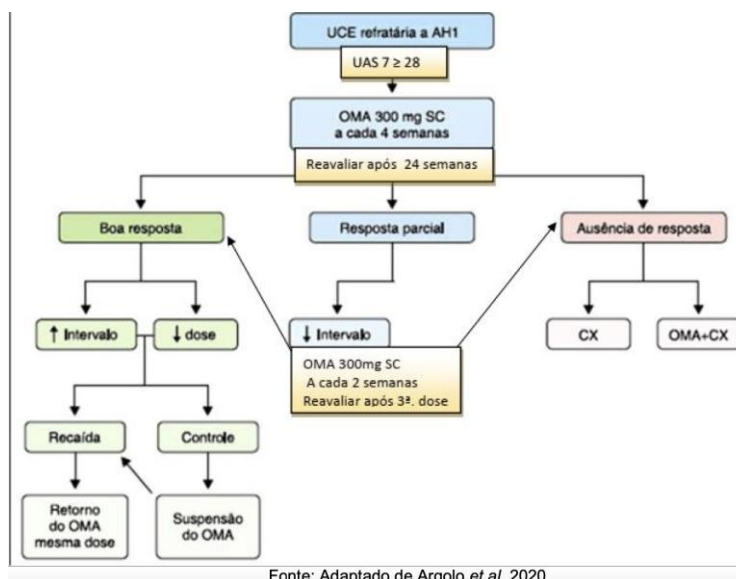 UCE refratária a AH1
UAS 7 ≥ 28
OMA 300 mg SC
a cada 4 semanas
Reavaliar após 24 semanas
Boa resposta
Resposta parcial
Ausência de resposta
↑ Intervalo
↓ dose
↓ Intervalo
CX
OMA+CX
OMA 300mg SC
A cada 2 semanas
Reavaliar após 3ª. dose
Recaída
Controle
Retorno
do OMA
mesma dose
Suspensão
do OMA
Fonte: Adaptado de Argolo et al. 2020